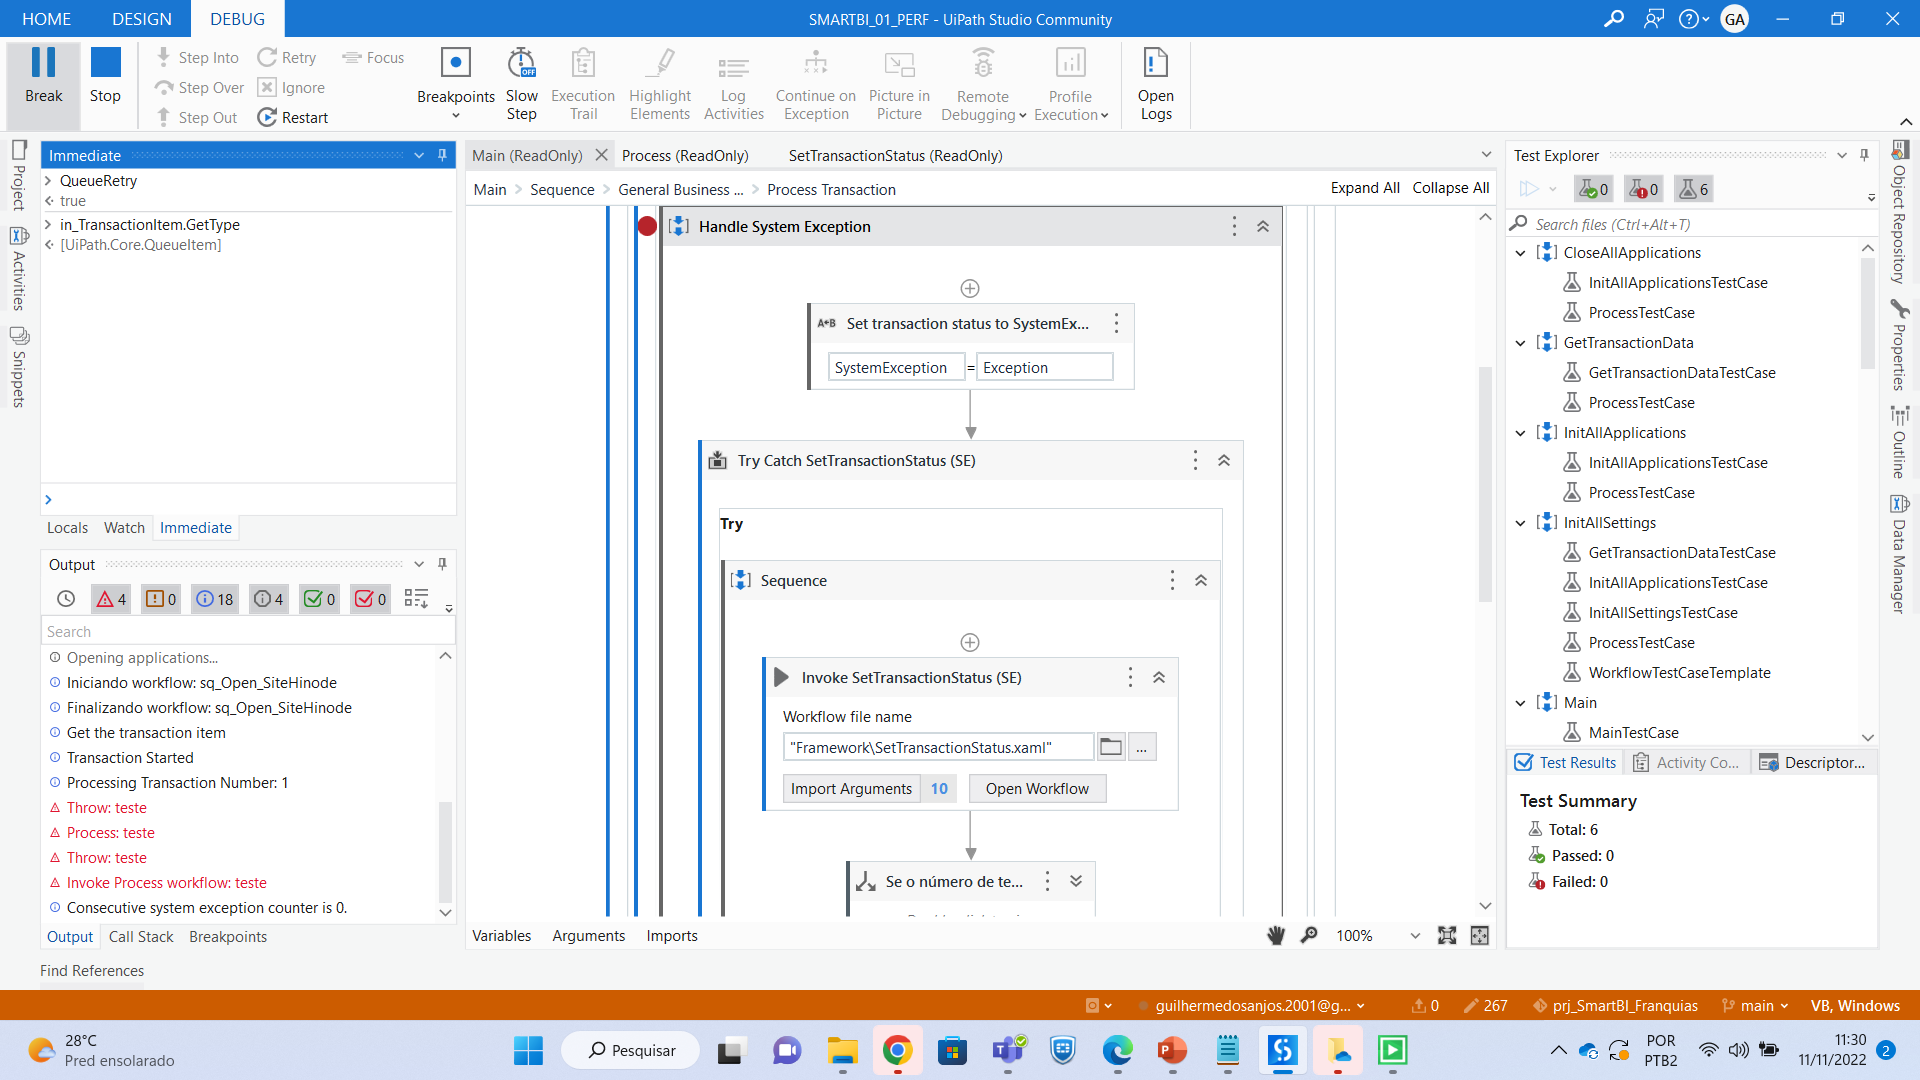 HOME DESIGN DEBUG
SMARTBI_01_PERF - UiPath Studio Community
GA
Break
Stop
Step Into
Step Over
Step Out
Retry
Ignore
Restart
Focus
Breakpoints
Slow Step
OFF
Execution Trail
Highlight Elements
Log Activities
Continue on Exception
Picture in Picture
Remote Debugging
Profile Execution
Open Logs
Project
Activities
Snippets
Immediate
QueueRetry
true
in_TransactionItem.GetType
[UiPath.Core.QueueItem]
Locals Watch Immediate
Output
4 0 18 4 0 0
Search
Opening applications...
Iniciando workflow: sq_Open_SiteHinode
Finalizando workflow: sq_Open_SiteHinode
Get the transaction item
Transaction Started
Processing Transaction Number: 1
Throw: teste
Process: teste
Throw: teste
Invoke Process workflow: teste
Consecutive system exception counter is 0.
Output Call Stack Breakpoints
Find References
Main (ReadOnly) Process (ReadOnly) SetTransactionStatus (ReadOnly)
Main > Sequence > General Business ... > Process Transaction
Expand All Collapse All
Handle System Exception
A←B Set transaction status to SystemEx...
SystemException = Exception
Try Catch SetTransactionStatus (SE)
Try
Sequence
Invoke SetTransactionStatus (SE)
Workflow file name
"Framework\SetTransactionStatus.xaml"
...
Import Arguments 10 Open Workflow
Se o número de te...
Variables Arguments Imports
100%
Test Explorer
0 0 6
Search files (Ctrl+Alt+T)
CloseAllApplications
InitAllApplicationsTestCase
ProcessTestCase
GetTransactionData
GetTransactionDataTestCase
ProcessTestCase
InitAllApplications
InitAllApplicationsTestCase
ProcessTestCase
InitAllSettings
GetTransactionDataTestCase
InitAllApplicationsTestCase
InitAllSettingsTestCase
ProcessTestCase
WorkflowTestCaseTemplate
Main
MainTestCase
Test Results Activity Co... Descriptor...
Test Summary
Total: 6
Passed: 0
Failed: 0
Object Repository
Properties
Outline
Data Manager
guilhermedosanjos.2001@g... 0 267 prj_SmartBI_Franquias main VB, Windows
28°C
Pred ensolarado
Pesquisar
POR
PTB2
11:30
11/11/2022
2